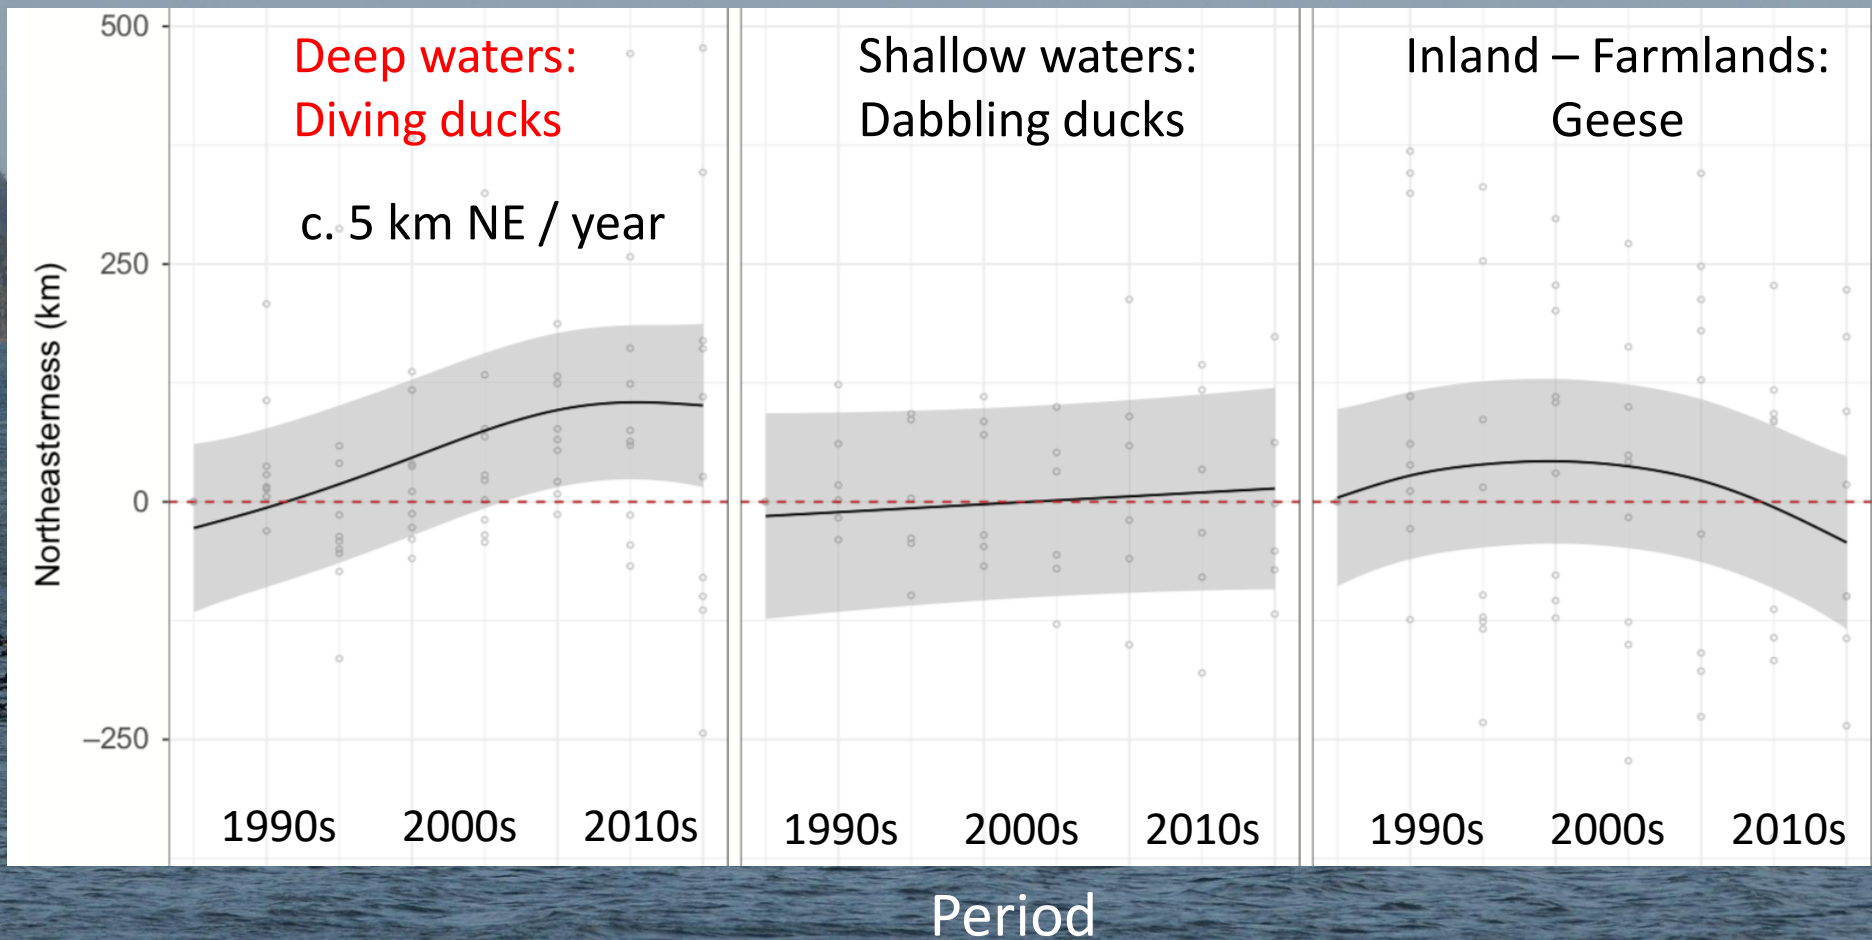 500
250
0
−250
Northeasterness (km)
Deep waters:
Diving ducks
c. 5 km NE / year
1990s 2000s 2010s
Shallow waters:
Dabbling ducks
1990s 2000s 2010s
Inland – Farmlands:
Geese
1990s 2000s 2010s
Period